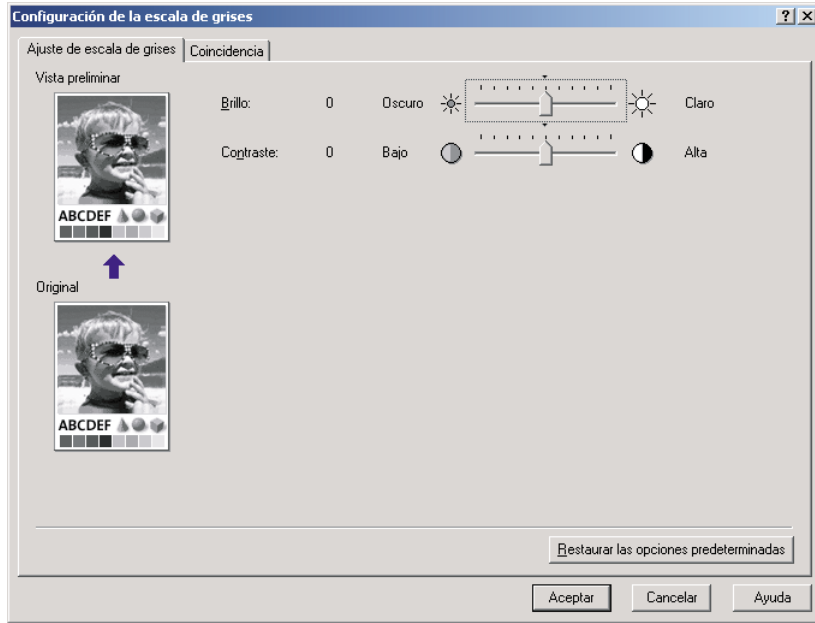 Configuración de la escala de grises
Ajuste de escala de grises Coincidencia
Vista preliminar
Brillo: 0 Oscuro Claro
Contraste: 0 Bajo Alta
ABCDEF
Original
ABCDEF
Restaurar las opciones predeterminadas
Aceptar Cancelar Ayuda